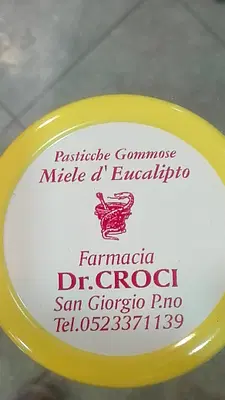 Pasticche Gommose
Miele d'Eucalipto
Farmacia
Dr.CROCI
San Giorgio P.no
Tel.0523371139